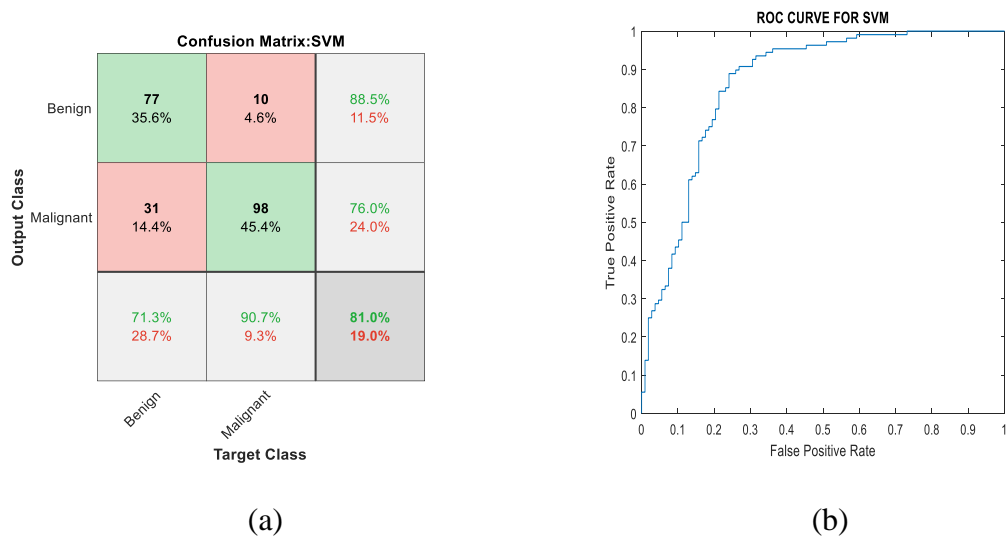 Confusion Matrix:SVM
Benign
77
35.6%
10
4.6%
88.5%
11.5%
Malignant
31
14.4%
98
45.4%
76.0%
24.0%
71.3%
28.7%
90.7%
9.3%
81.0%
19.0%
Benign
Malignant
Output Class
Target Class
(a)
ROC CURVE FOR SVM
1
0.9
0.8
0.7
0.6
0.5
0.4
0.3
0.2
0.1
0
True Positive Rate
0 0.1 0.2 0.3 0.4 0.5 0.6 0.7 0.8 0.9 1
False Positive Rate
(b)